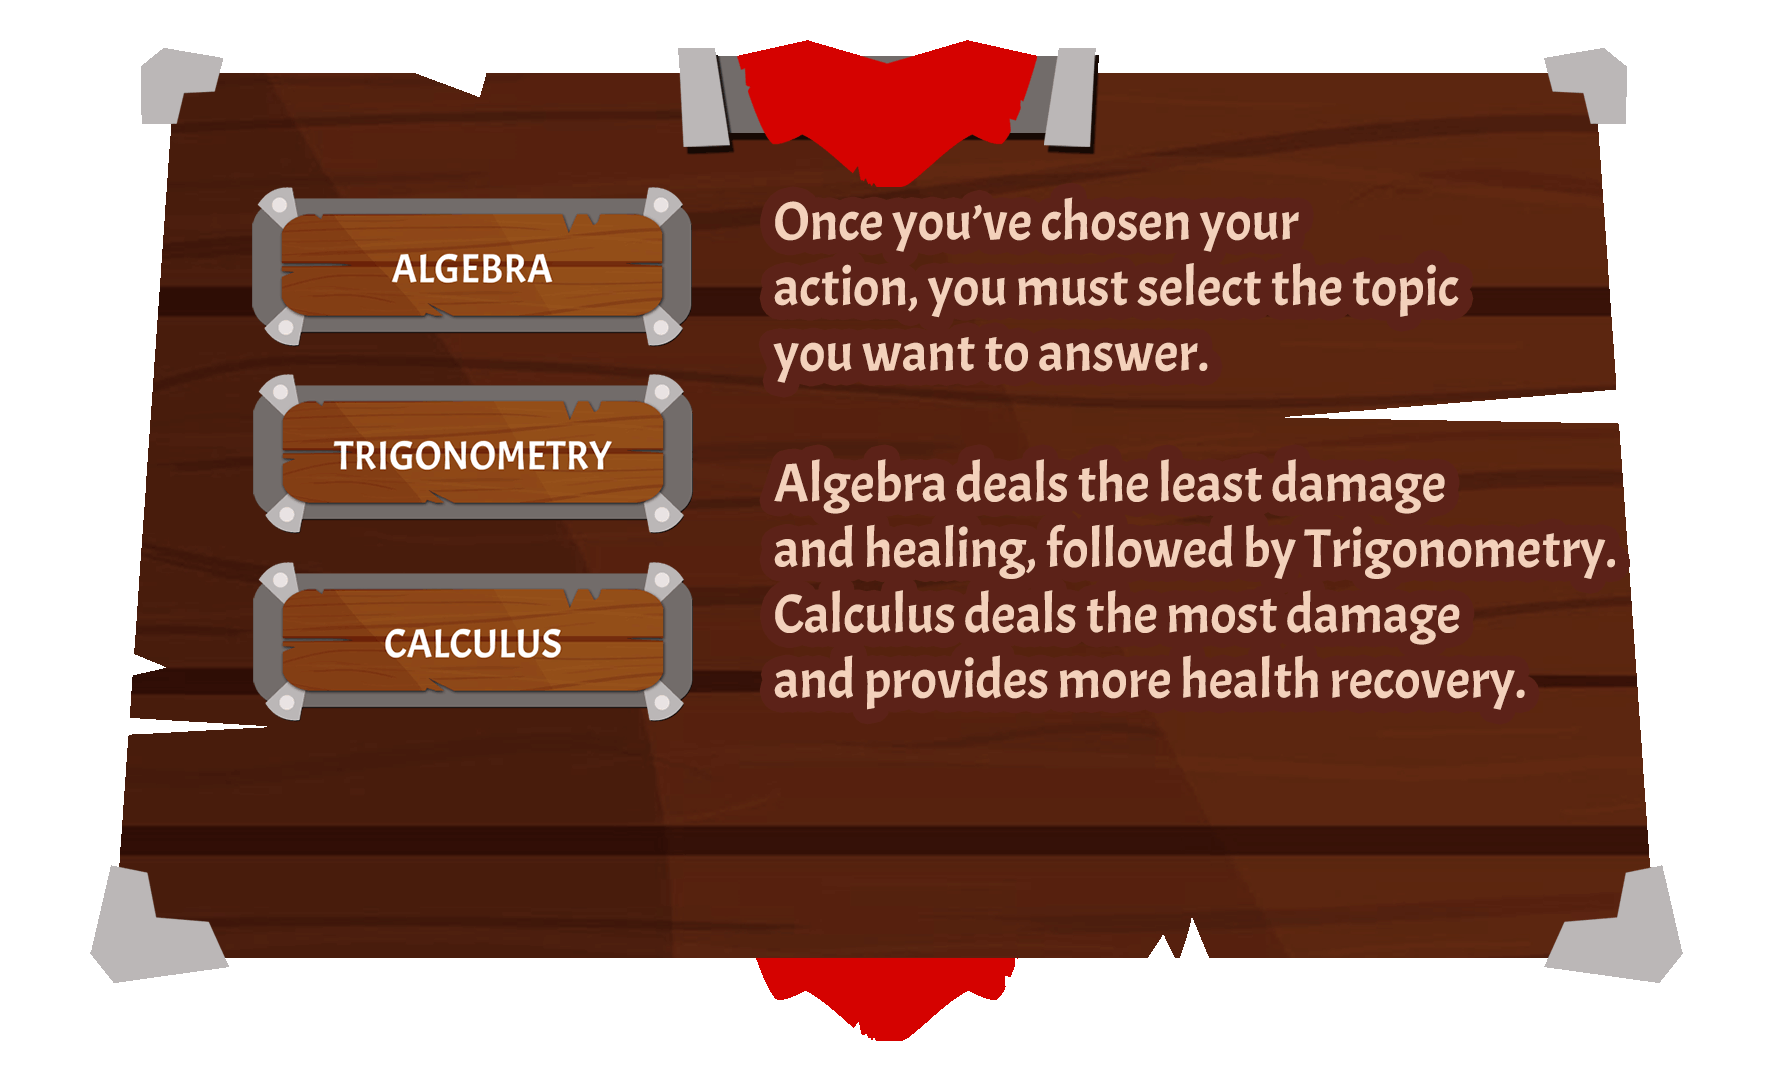 ALGEBRA
TRIGONOMETRY
CALCULUS
Once you’ve chosen your
action, you must select the topic
you want to answer.
Algebra deals the least damage
and healing, followed by Trigonometry.
Calculus deals the most damage
and provides more health recovery.